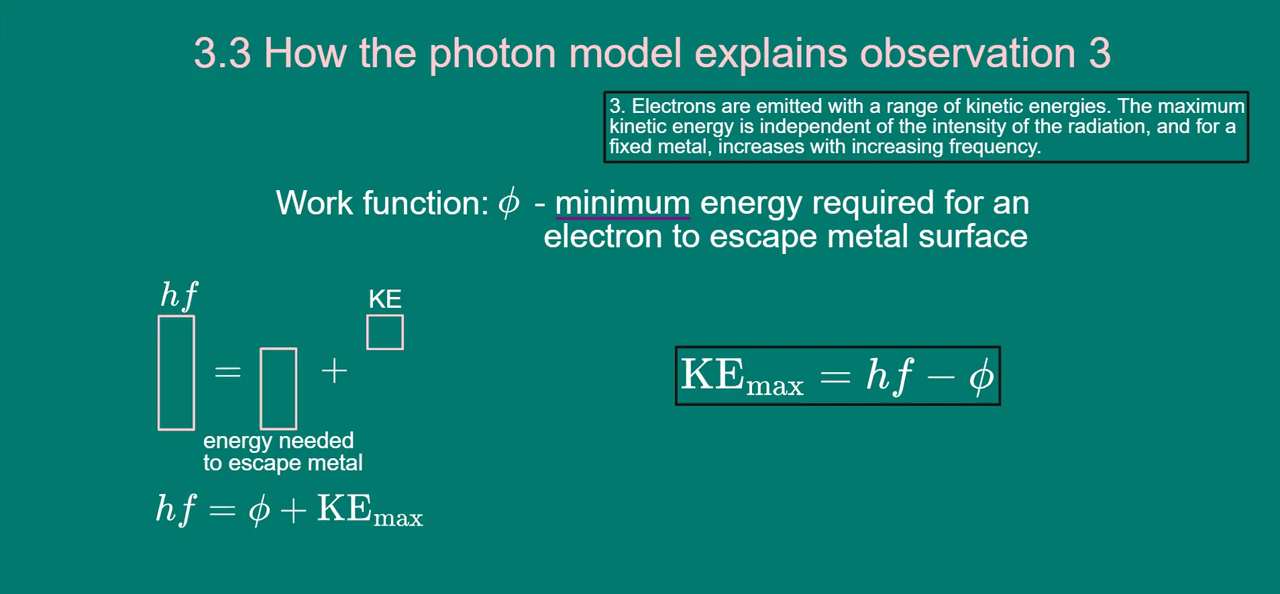 3.3 How the photon model explains observation 3
3. Electrons are emitted with a range of kinetic energies. The maximum
kinetic energy is independent of the intensity of the radiation, and for a
fixed metal, increases with increasing frequency.
Work function: ϕ - minimum energy required for an
electron to escape metal surface
hf
KE
= +
energy needed
to escape metal
hf = ϕ + KEmax
KEmax = hf − ϕ